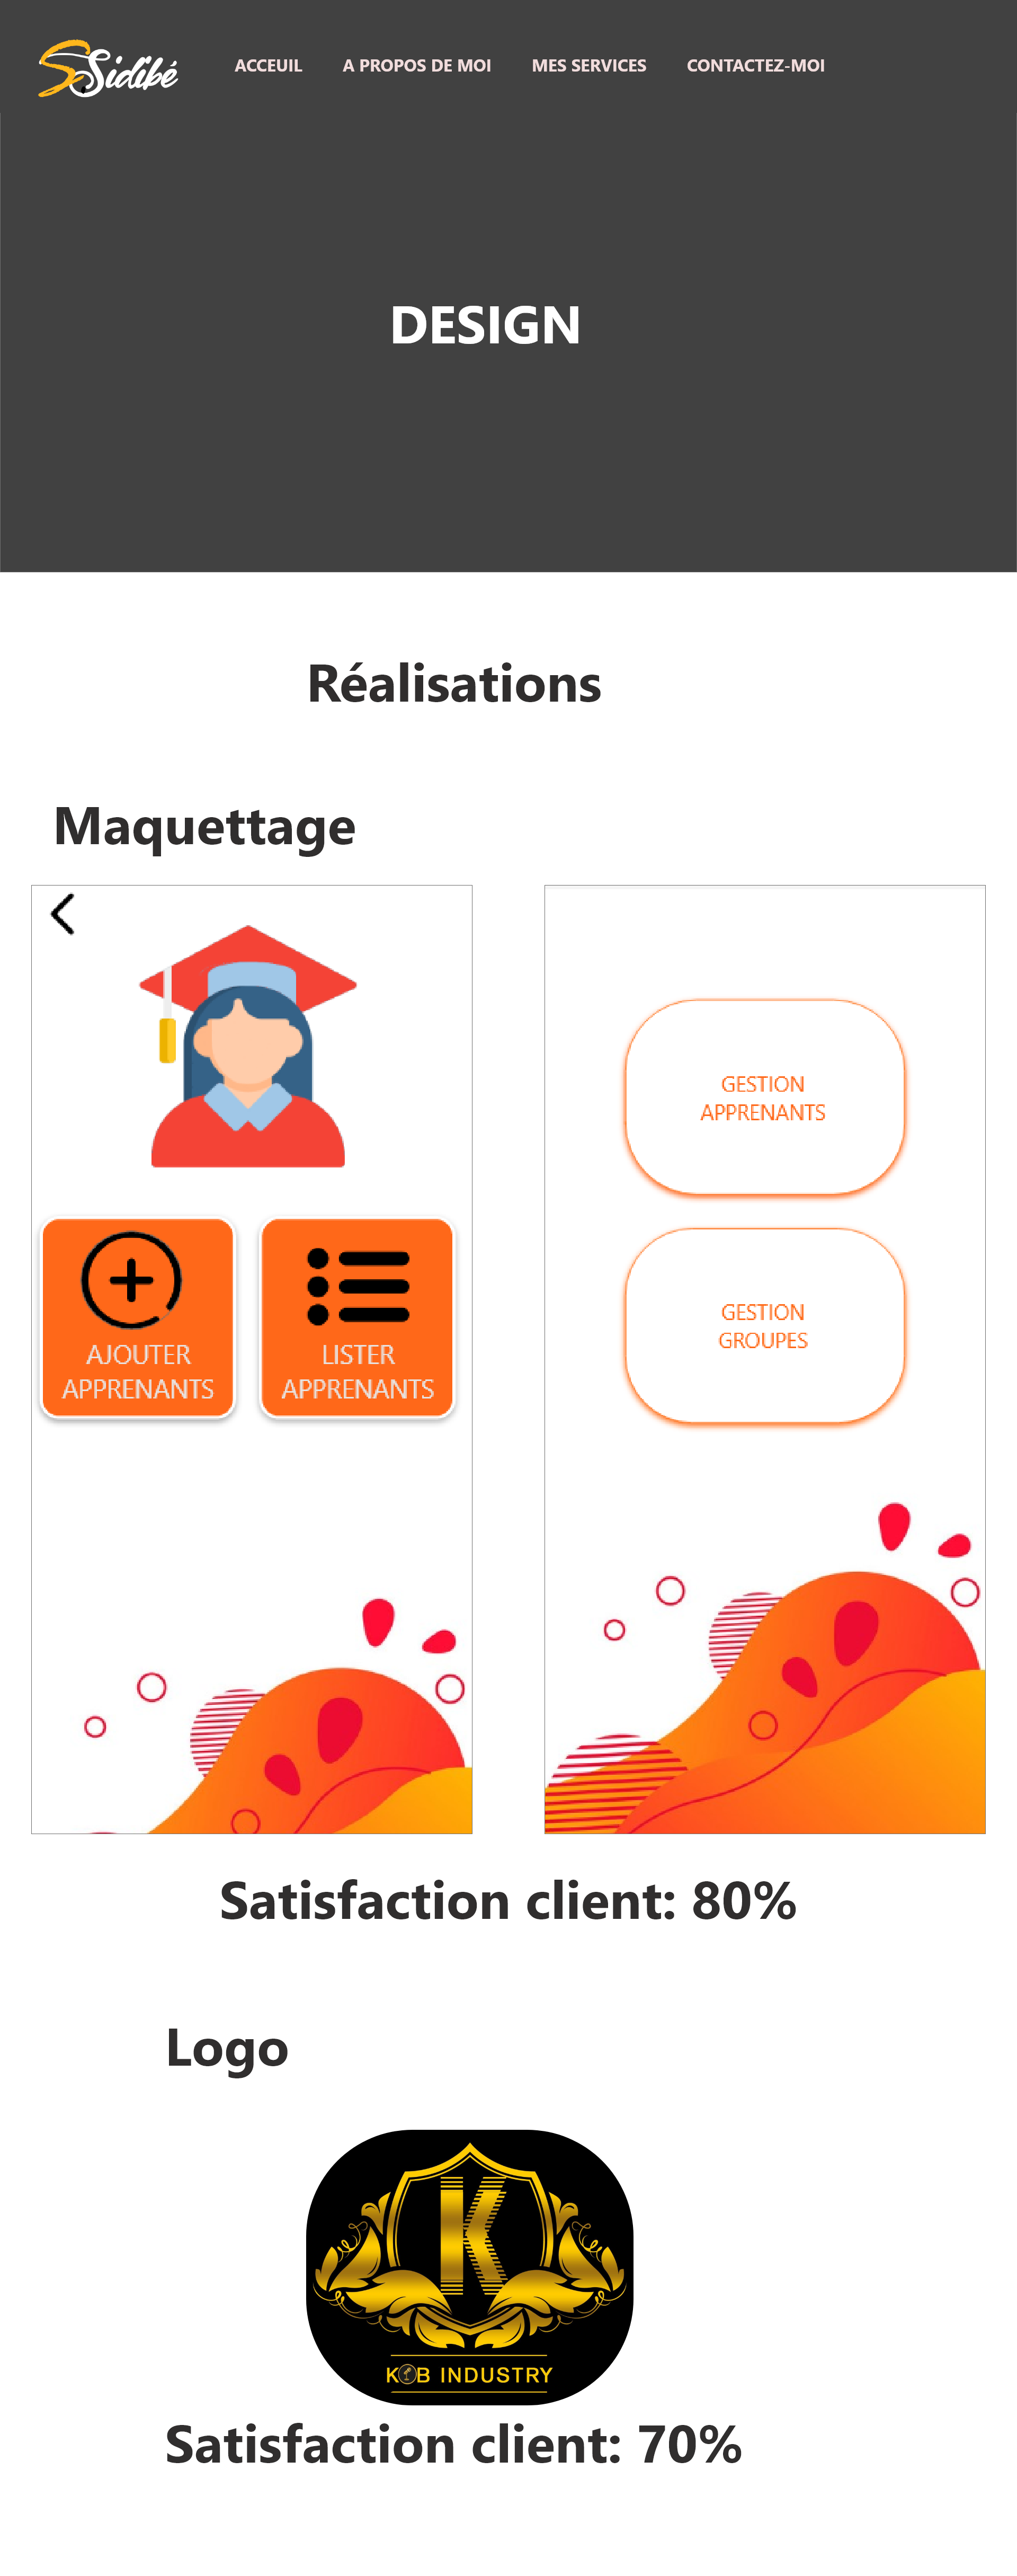 Sidibé
ACCEUIL A PROPOS DE MOI MES SERVICES CONTACTEZ-MOI
DESIGN
Réalisations
Maquettage
AJOUTER
APPRENANTS
LISTER
APPRENANTS
GESTION
APPRENANTS
GESTION
GROUPES
Satisfaction client: 80%
Logo
K
KOB INDUSTRY
Satisfaction client: 70%